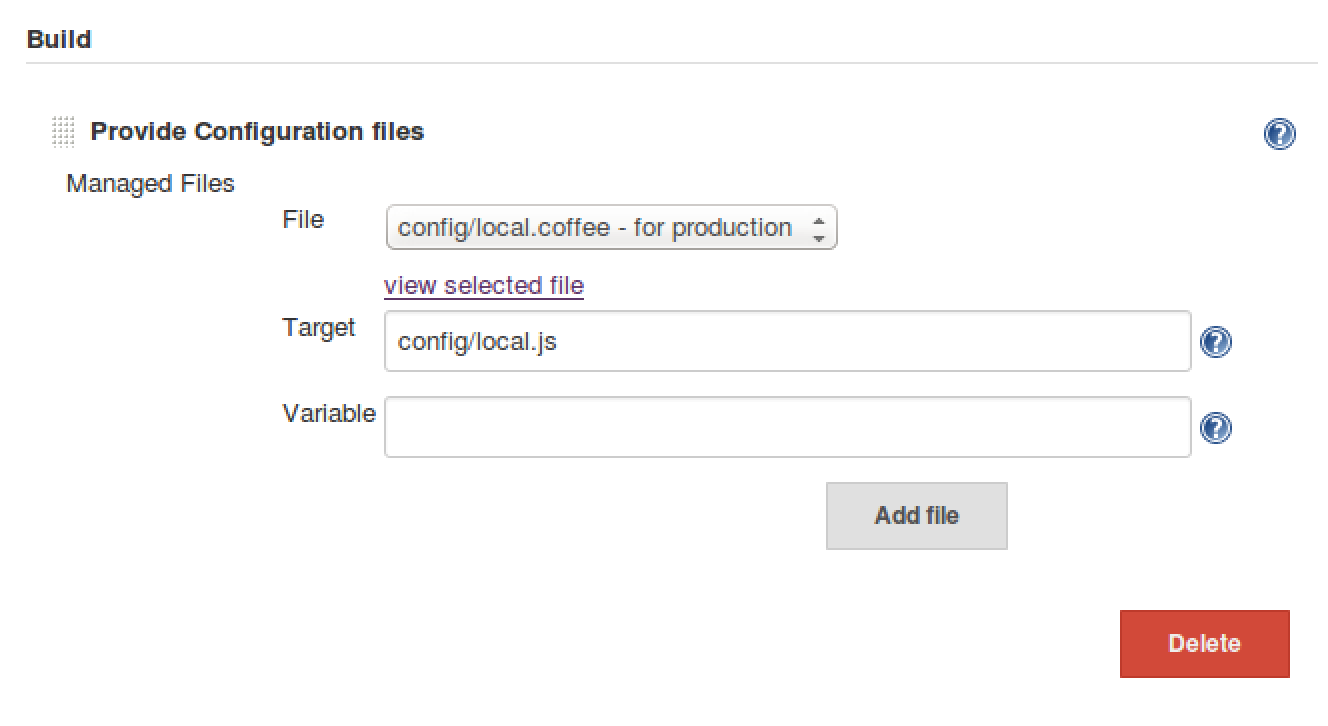 Build
Provide Configuration files
Managed Files
File
config/local.coffee - for production
view selected file
Target
config/local.js
Variable
Add file
Delete